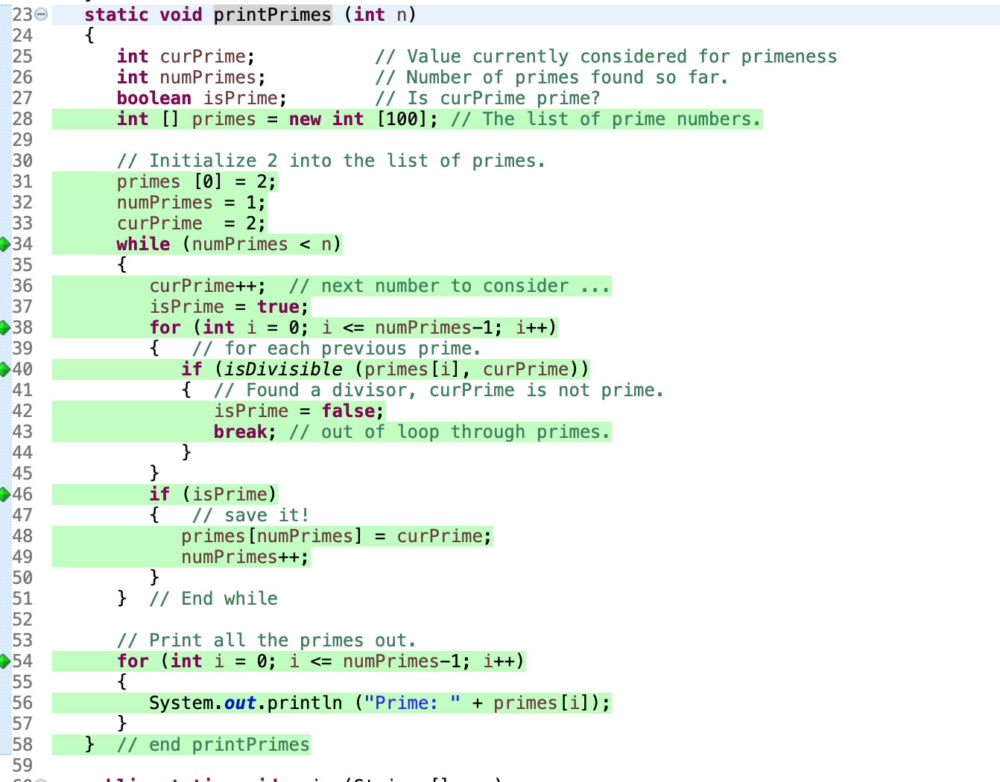 23 static void printPrimes (int n)
24 {
25 int curPrime; // Value currently considered for primeness
26 int numPrimes; // Number of primes found so far.
27 boolean isPrime; // Is curPrime prime?
28 int [] primes = new int [100]; // The list of prime numbers.
29
30 // Initialize 2 into the list of primes.
31 primes [0] = 2;
32 numPrimes = 1;
33 curPrime  = 2;
34 while (numPrimes < n)
35 {
36 curPrime++;  // next number to consider ...
37 isPrime = true;
38 for (int i = 0; i <= numPrimes-1; i++)
39 {   // for each previous prime.
40 if (isDivisible (primes[i], curPrime))
41 {  // Found a divisor, curPrime is not prime.
42 isPrime = false;
43 break; // out of loop through primes.
44 }
45 }
46 if (isPrime)
47 {   // save it!
48 primes[numPrimes] = curPrime;
49 numPrimes++;
50 }
51 }  // End while
52
53 // Print all the primes out.
54 for (int i = 0; i <= numPrimes-1; i++)
55 {
56 System.out.println ("Prime: " + primes[i]);
57 }
58 }  // end printPrimes
59